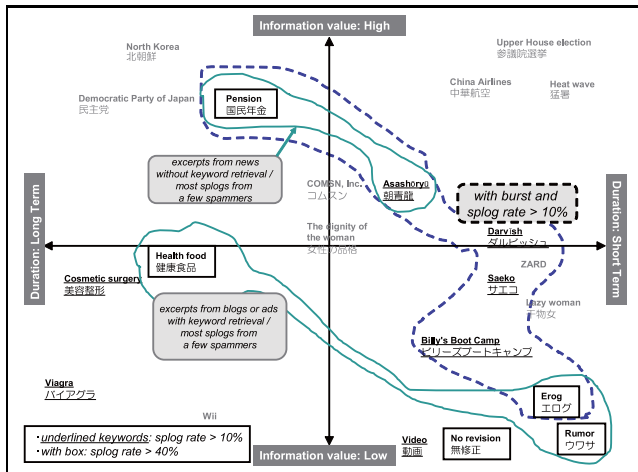 Information value: High
North Korea
北朝鮮
Upper House election
参議院選挙
China Airlines
中華航空
Heat wave
猛署
Democratic Party of Japan
民主党
Pension
国民年金
excerpts from news
without keyword retrieval /
most splogs from
a few spammers
COMSN, Inc.
コムスン
Asashoryu
朝青龍
with burst and
splog rate > 10%
Duration: Long Term
Duration: Short Term
The dignity of
the woman
女性の品格
Darvish
ダルビッシュ
Health food
健康食品
ZARD
Cosmetic surgery
美容整形
Saeko
サエコ
excerpts from blogs or ads
with keyword retrieval /
most splogs from
a few spammers
Lazy woman
干物女
Billy's Boot Camp
ビリーズブートキャンプ
Viagra
バイアグラ
Erog
エログ
Wii
Video
動画
No revision
無修正
Rumor
ウワサ
・underlined keywords: splog rate > 10%
・with box: splog rate > 40%
Information value: Low